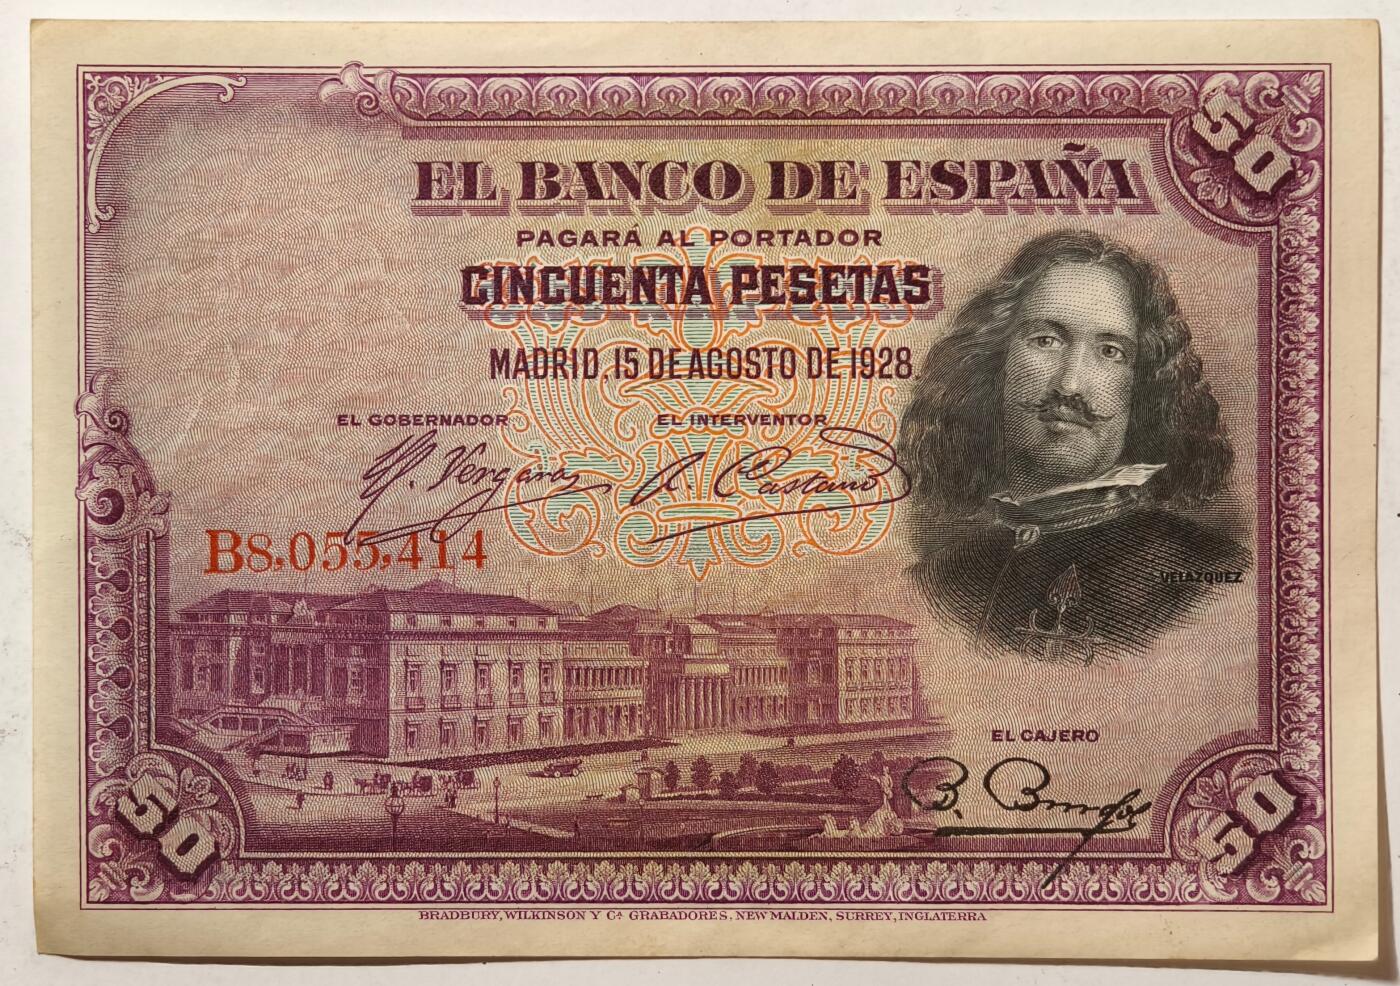 50
EL BANCO DE ESPAÑA
PAGARÁ AL PORTADOR
CINCUENTA PESETAS
MADRID, 15 DE AGOSTO DE 1928.
EL GOBERNADOR EL INTERVENTOR
B8,055,414
VELAZQUEZ
EL CAJERO
50
50
BRADBURY, WILKINSON Y Cª GRABADORES, NEW MALDEN, SURREY, INGLATERRA